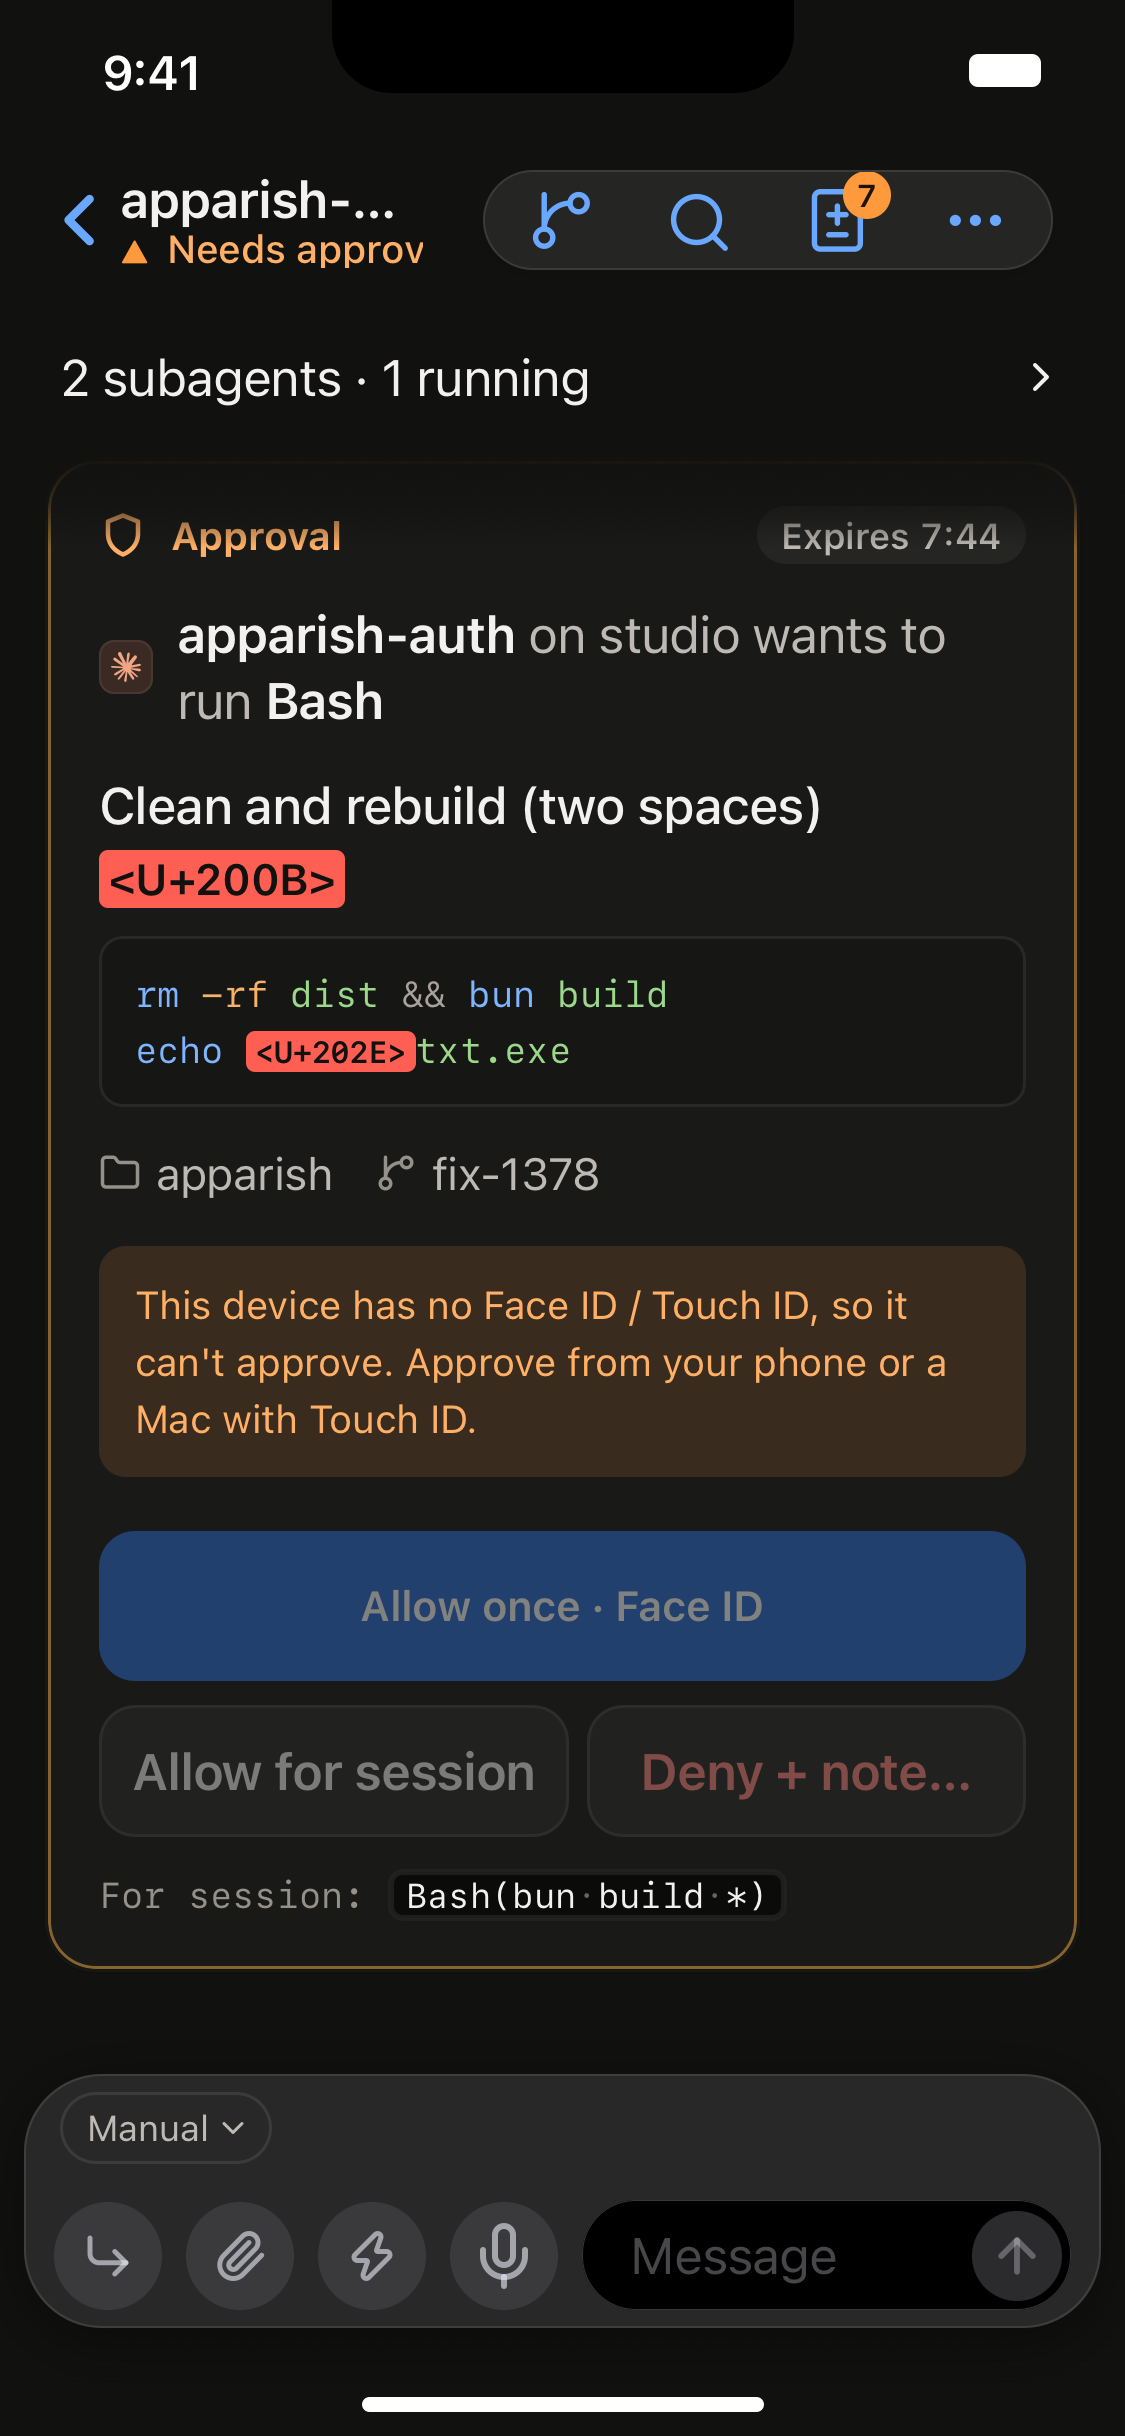 9:41
apparish-...
Needs approv
7
2 subagents · 1 running
Approval
Expires 7:44
apparish-auth on studio wants to
run Bash
Clean and rebuild (two spaces)
<U+200B>
rm -rf dist && bun build
echo <U+202E>txt.exe
apparish fix-1378
This device has no Face ID / Touch ID, so it
can't approve. Approve from your phone or a
Mac with Touch ID.
Allow once · Face ID
Allow for session
Deny + note...
For session: Bash(bun·build·*)
Manual
Message